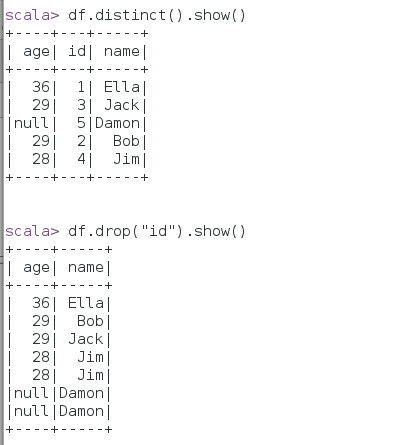 scala> df.distinct().show()
+----+---+-----+
| age| id| name|
+----+---+-----+
|  36|  1| Ella|
|  29|  3| Jack|
|null|  5|Damon|
|  29|  2|  Bob|
|  28|  4|  Jim|
+----+---+-----+
scala> df.drop("id").show()
+----+-----+
| age| name|
+----+-----+
|  36| Ella|
|  29|  Bob|
|  29| Jack|
|  28|  Jim|
|  28|  Jim|
|null|Damon|
|null|Damon|
+----+-----+